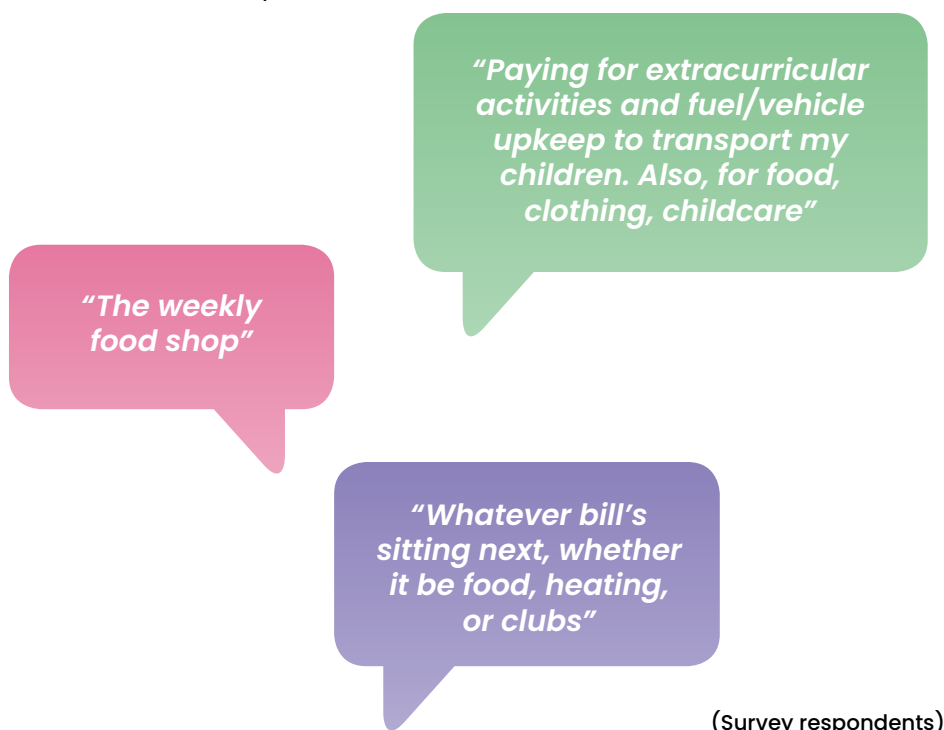 “Paying for extracurricular
activities and fuel/vehicle
upkeep to transport my
children. Also, for food,
clothing, childcare”
“The weekly
food shop”
“Whatever bill’s
sitting next, whether
it be food, heating,
or clubs”
(Survey respondents)